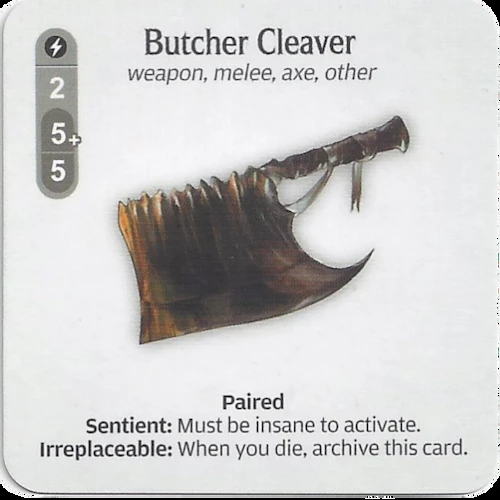 Butcher Cleaver
weapon, melee, axe, other
2
5+
5
Paired
Sentient: Must be insane to activate.
Irreplaceable: When you die, archive this card.